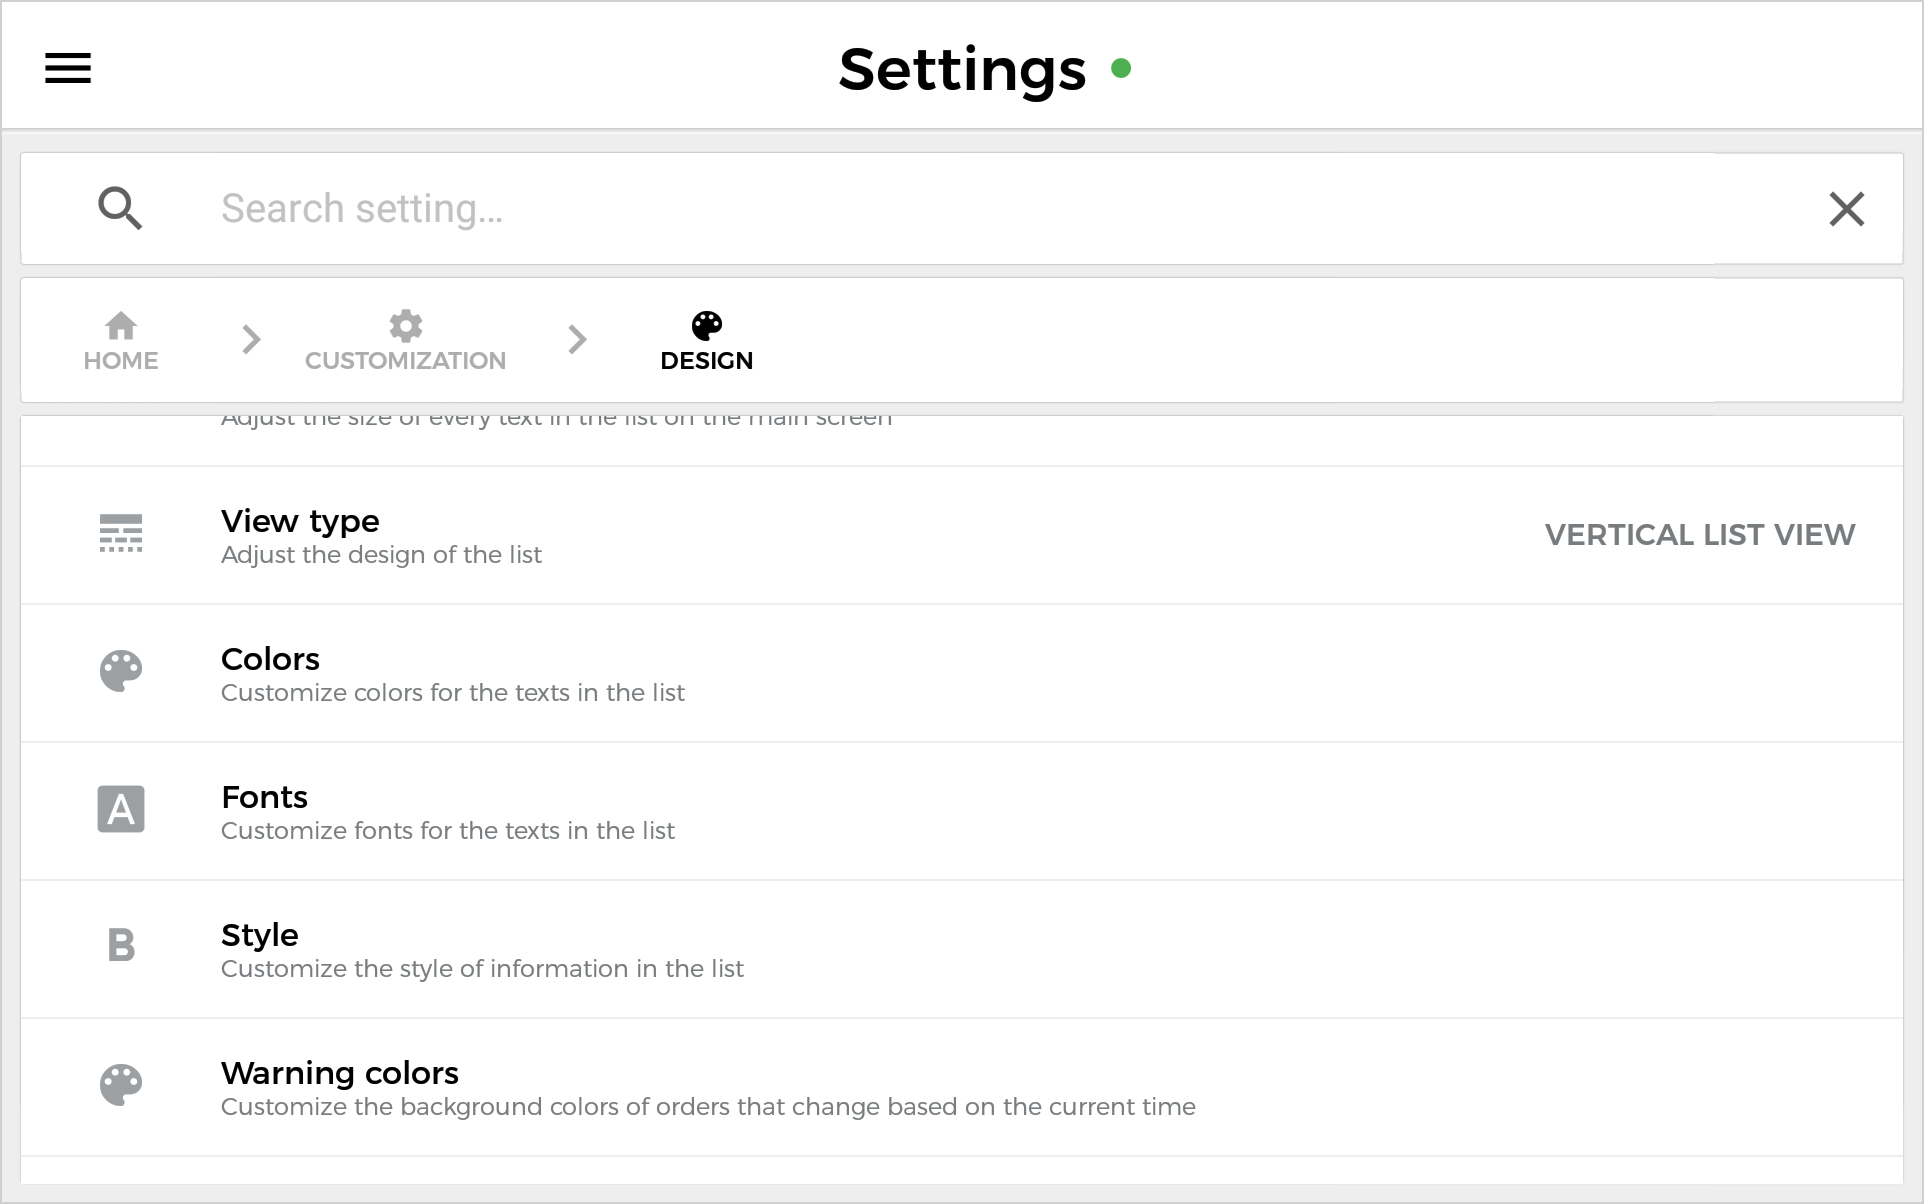 Settings
Search setting...
HOME
CUSTOMIZATION
DESIGN
Adjust the size of every text in the list on the main screen
View type
Adjust the design of the list
VERTICAL LIST VIEW
Colors
Customize colors for the texts in the list
Fonts
Customize fonts for the texts in the list
Style
Customize the style of information in the list
Warning colors
Customize the background colors of orders that change based on the current time